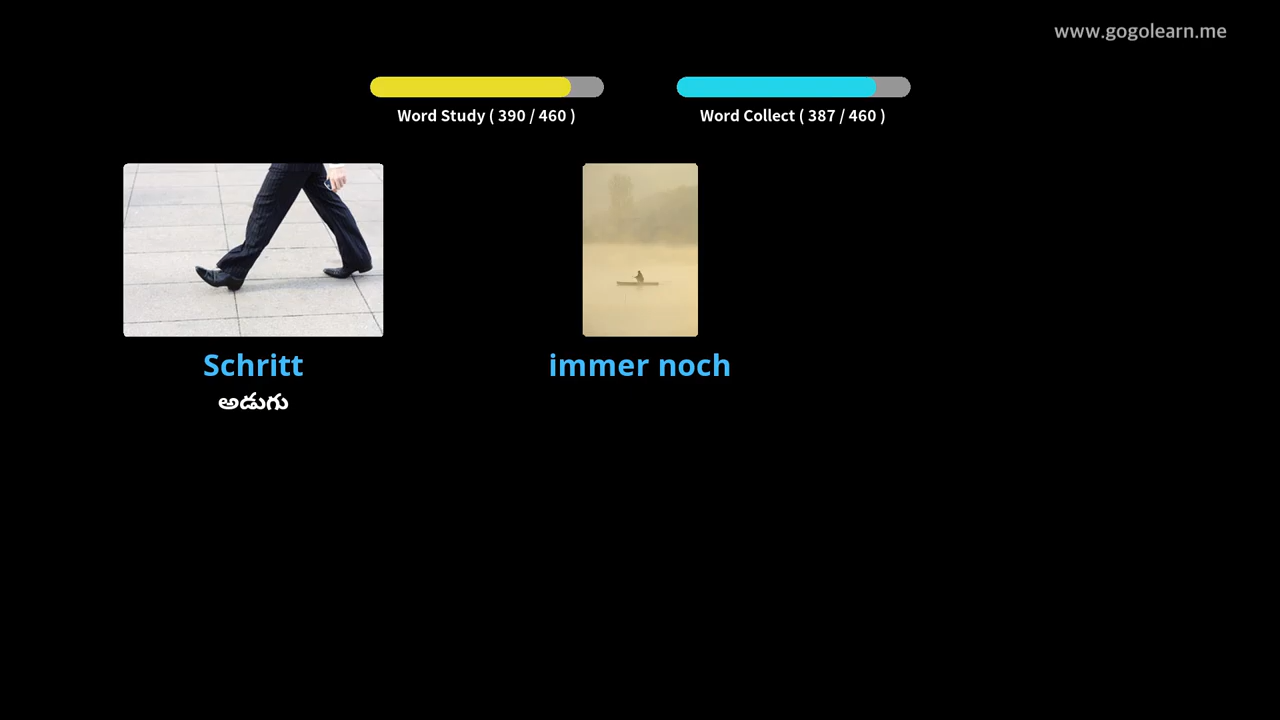 www.gogolearn.me
Word Study ( 390 / 460 )
Word Collect ( 387 / 460 )
Schritt
immer noch
అడుగు